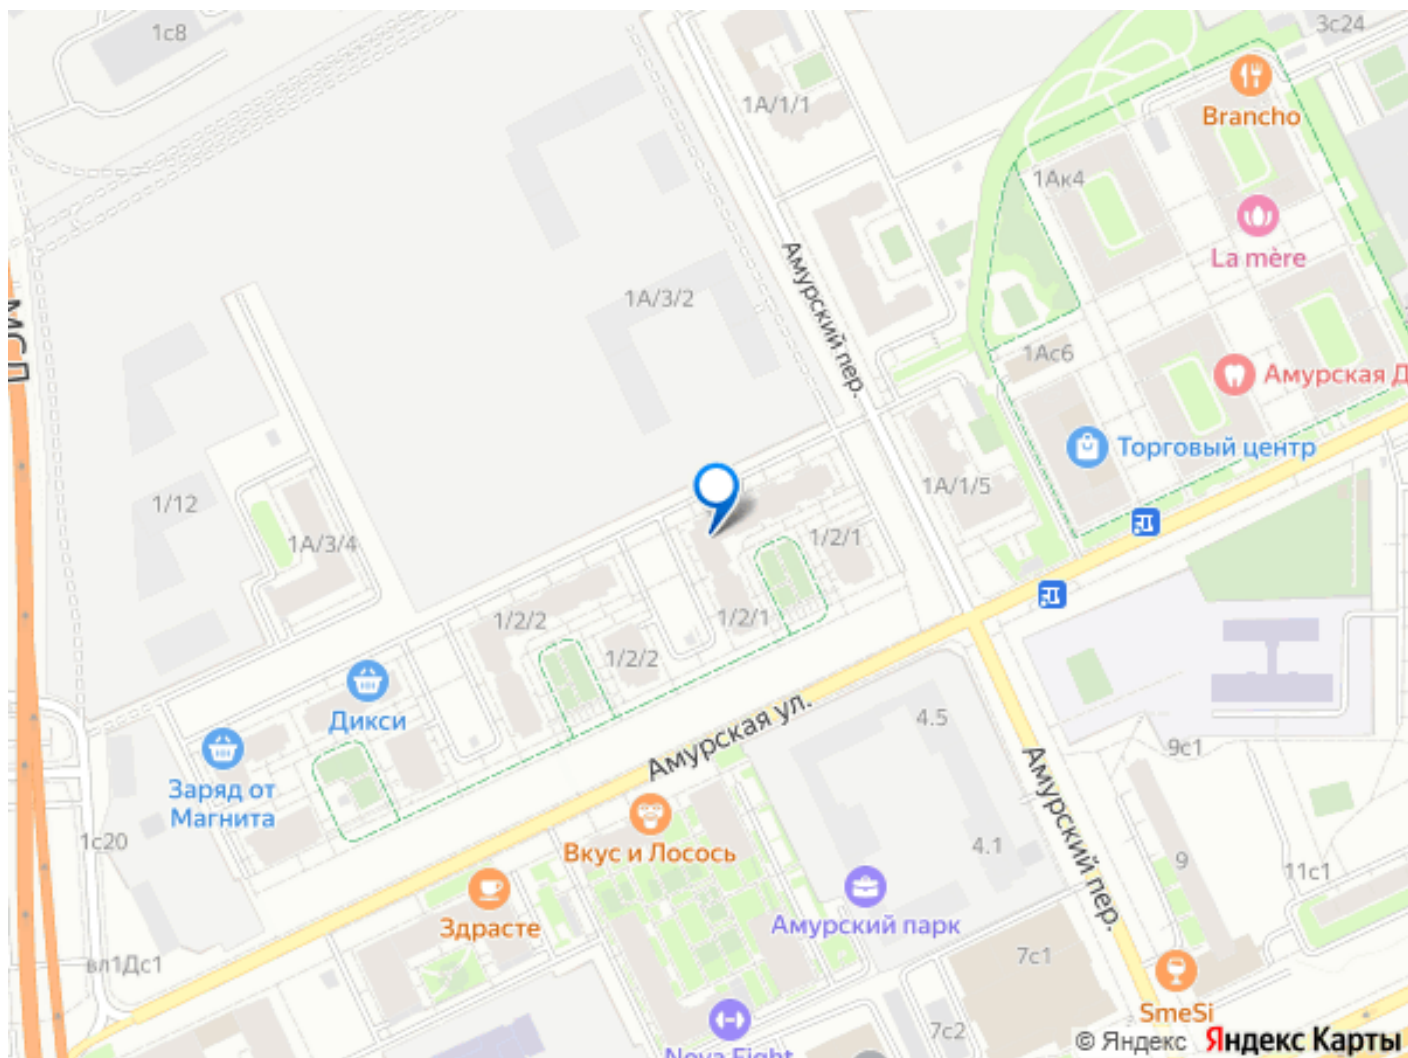 1с8
3с24
1А/1/1
Brancho
1Ак4
La mère
Амурский пер.
1А/3/2
МСД
1Ас6
Амурская Д
Торговый центр
1А/1/5
1/12
1А/3/4
1/2/1
1/2/1
1/2/2
1/2/2
Дикси
Амурская ул.
4.5
9с1
Заряд от
Магнита
1с20
Вкус и Лосось
4.1
Амурский пер.
9
11с1
Здрасте
Амурский парк
7с1
вл1Дс1
SmeSi
7с2
Nova Fight
© Яндекс Яндекс Карты